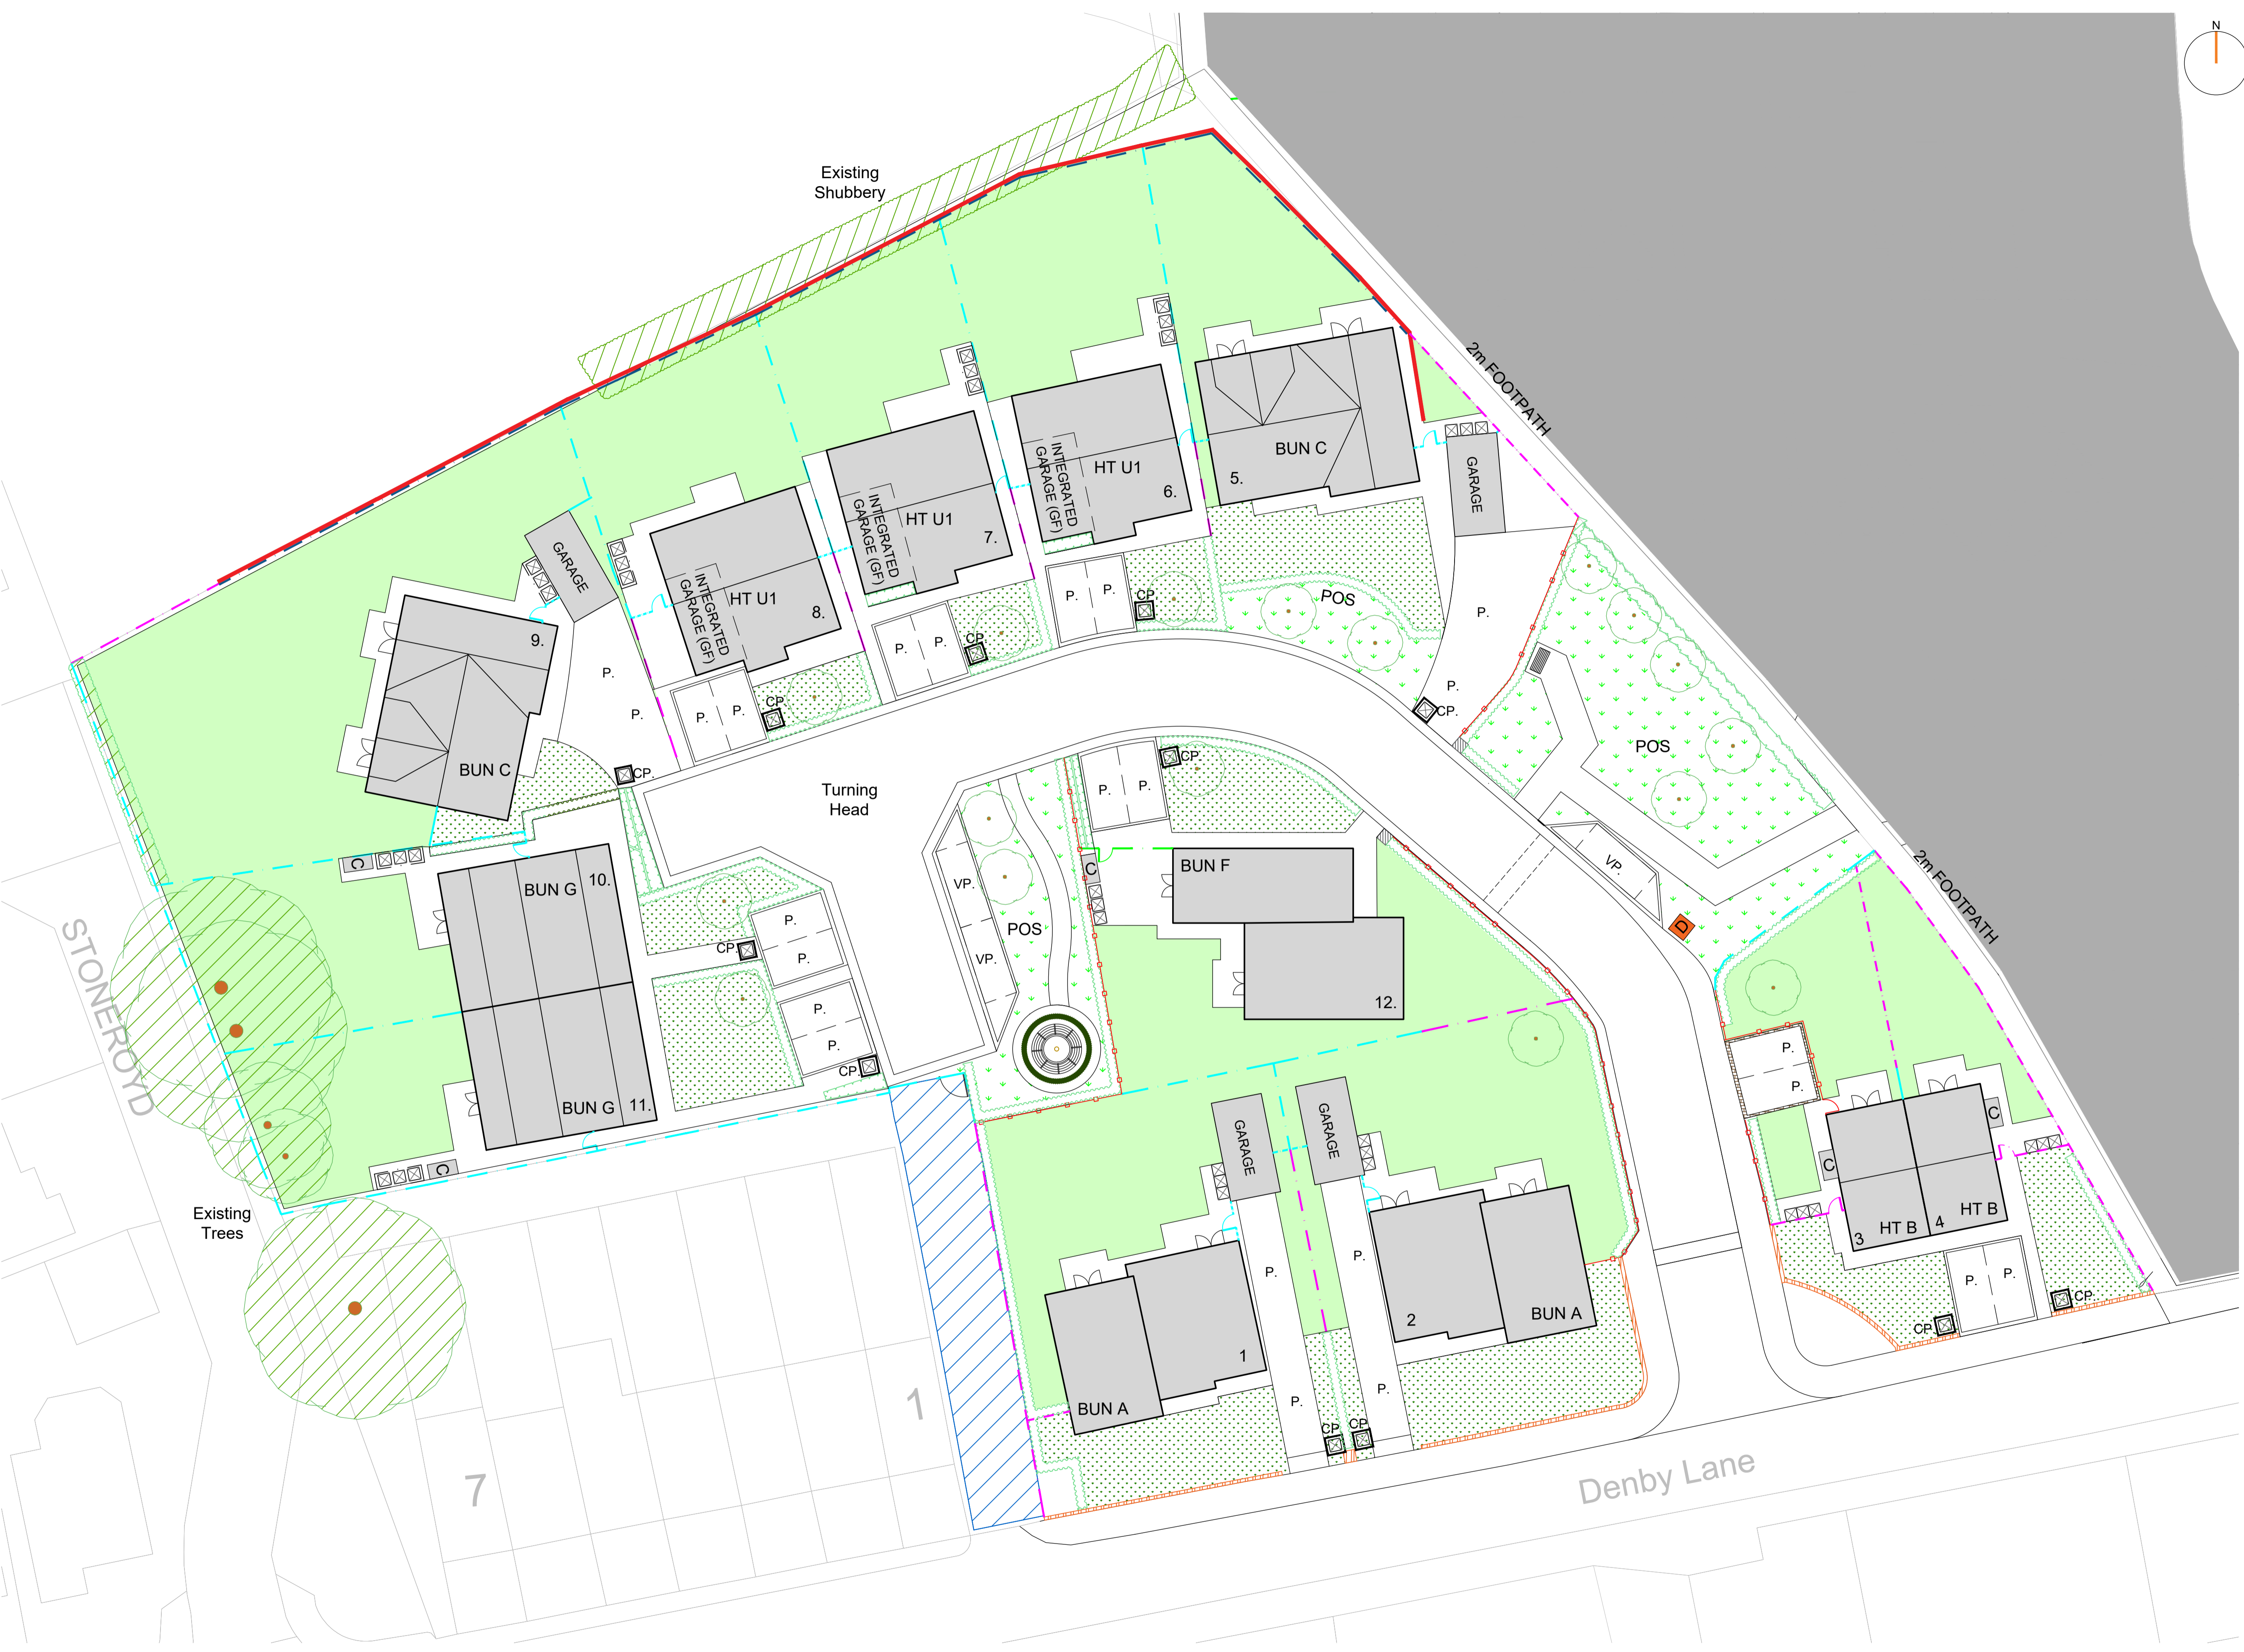 N
Existing
Shubbery
2m FOOTPATH
BUN C
5.
GARAGE
INTEGRATED
GARAGE (GF)
HT U1
6.
INTEGRATED
GARAGE (GF)
HT U1
7.
INTEGRATED
GARAGE (GF)
HT U1
8.
GARAGE
9.
BUN C
P.
P.
CP.
P.
P.
CP.
P.
P.
CP
P.
P.
CP
POS
P.
P.
CP.
POS
VP.
D
2m FOOTPATH
Turning
Head
C
BUN G
10.
BUN G
11.
C
P.
P.
CP.
P.
P.
CP.
VP.
VP.
POS
P.
P.
CP
C
BUN F
12.
STONEROYD
Existing
Trees
GARAGE
GARAGE
P.
P.
P.
P.
CP
CP
1
BUN A
2
BUN A
P.
P.
C
C
3
HT B
4
HT B
P.
P.
CP.
CP.
1
7
Denby Lane